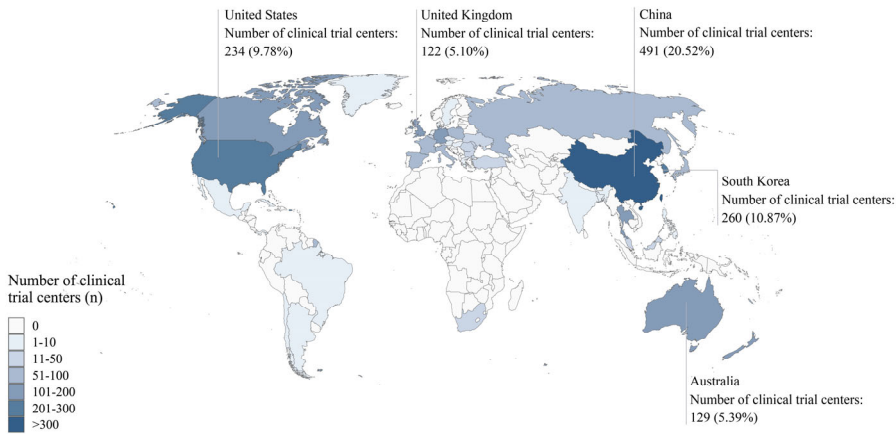 United States
Number of clinical trial centers:
234 (9.78%)
United Kingdom
Number of clinical trial centers:
122 (5.10%)
China
Number of clinical trial centers:
491 (20.52%)
South Korea
Number of clinical trial centers:
260 (10.87%)
Number of clinical
trial centers (n)
0
1-10
11-50
51-100
101-200
201-300
>300
Australia
Number of clinical trial centers:
129 (5.39%)